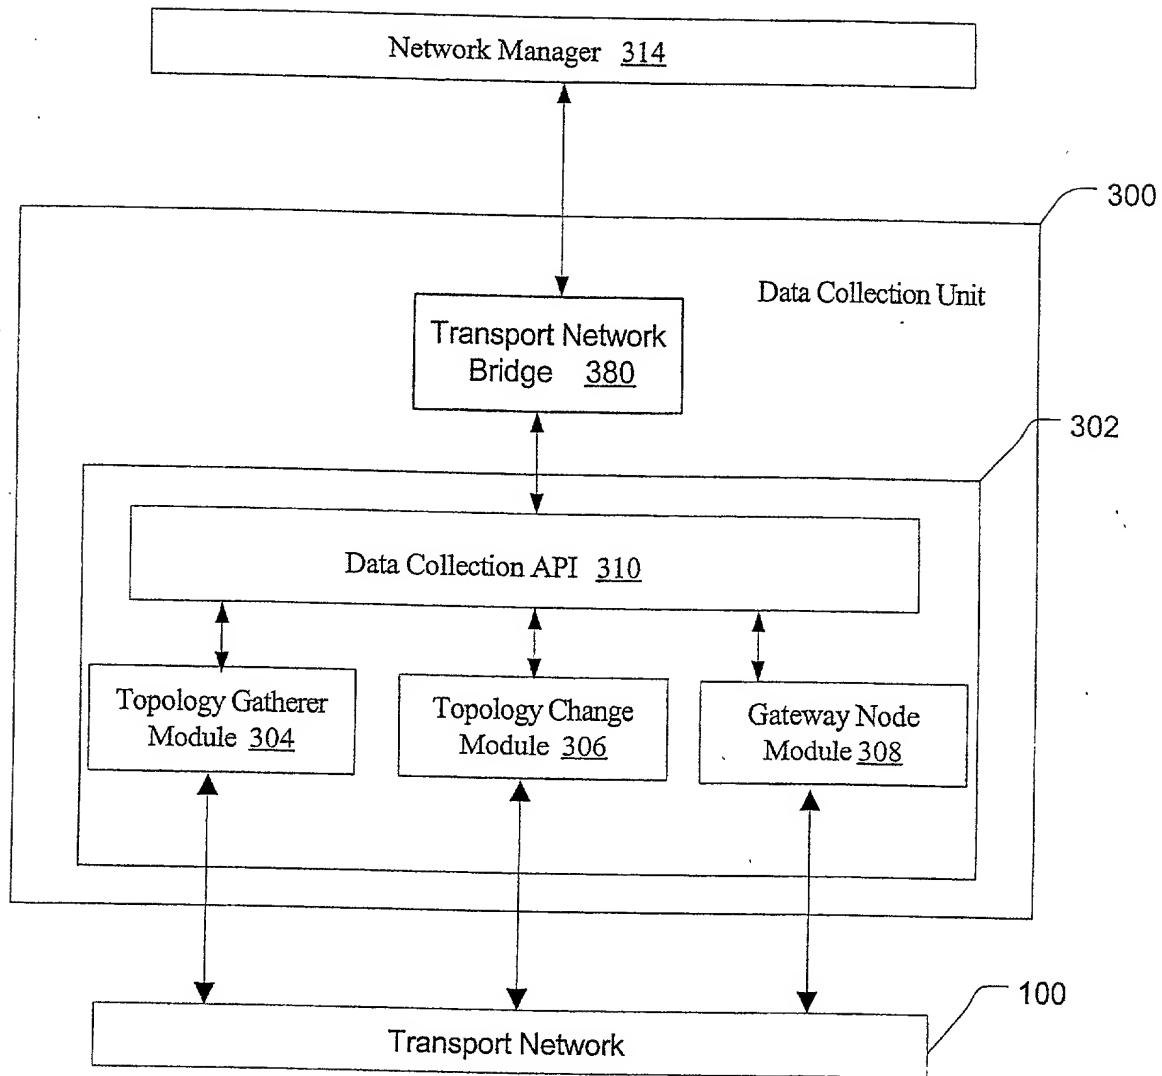 Network Manager 314
300
Data Collection Unit
Transport Network
Bridge 380
302
Data Collection API 310
Topology Gatherer
Module 304
Topology Change
Module 306
Gateway Node
Module 308
100
Transport Network